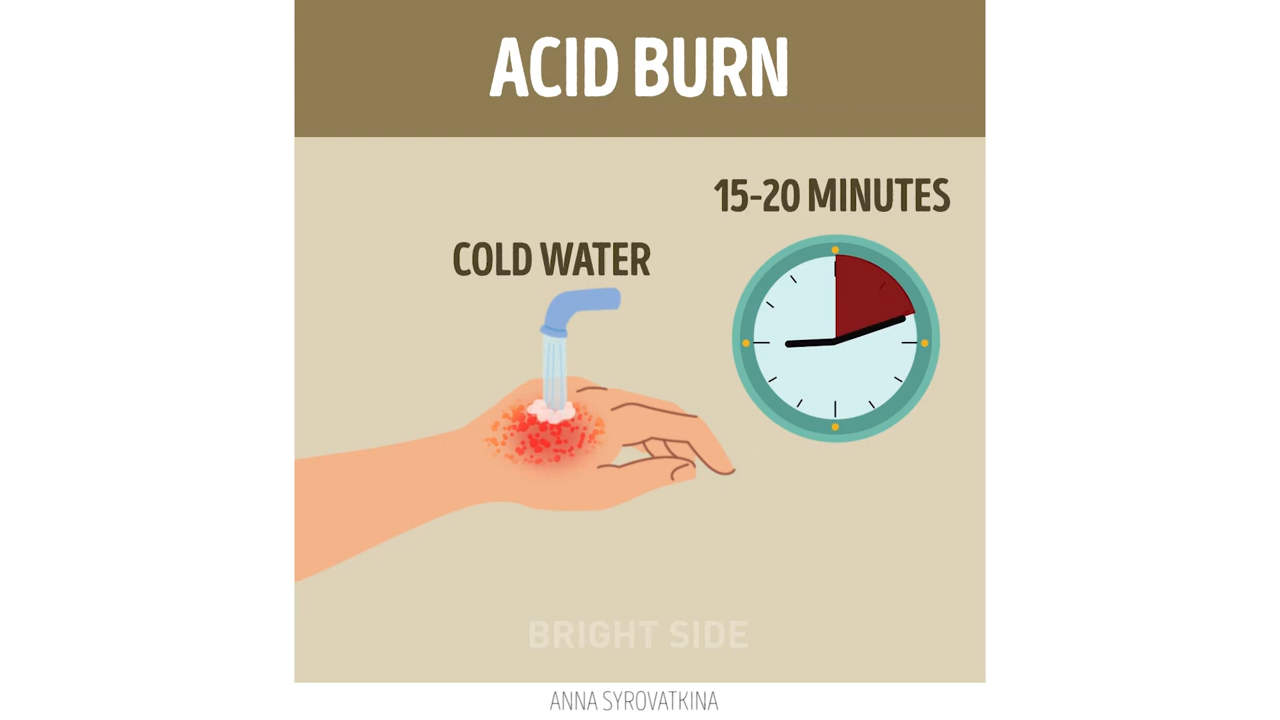 ACID BURN
15-20 MINUTES
COLD WATER
BRIGHT SIDE
ANNA SYROVATKINA